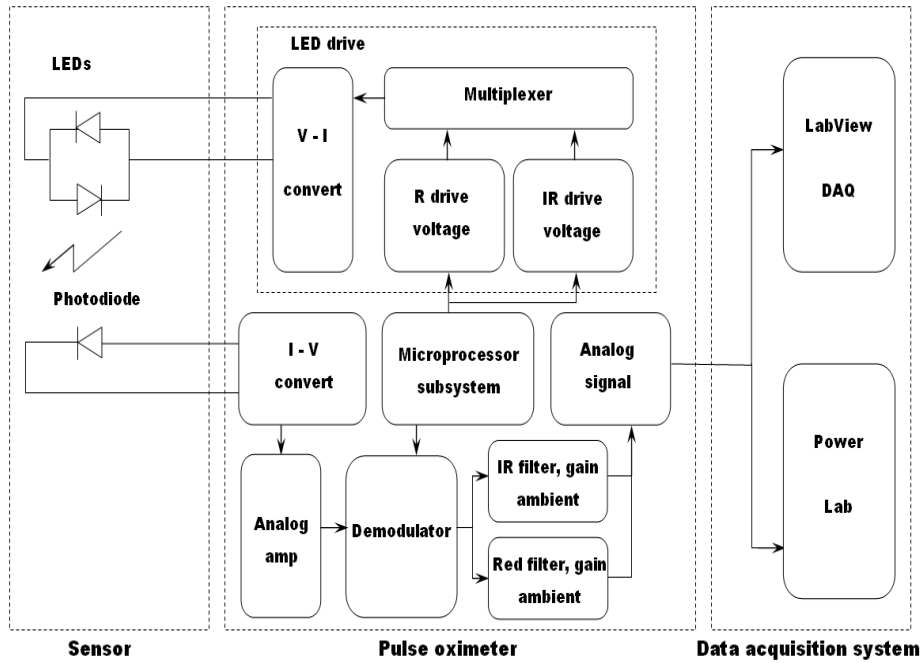 LED drive
LEDs
Multiplexer
V - I
convert
R drive
voltage
IR drive
voltage
LabView
DAQ
Photodiode
I - V
convert
Microprocessor
subsystem
Analog
signal
Power
Lab
Analog
amp
Demodulator
IR filter, gain
ambient
Red filter, gain
ambient
Sensor
Pulse oximeter
Data acquisition system